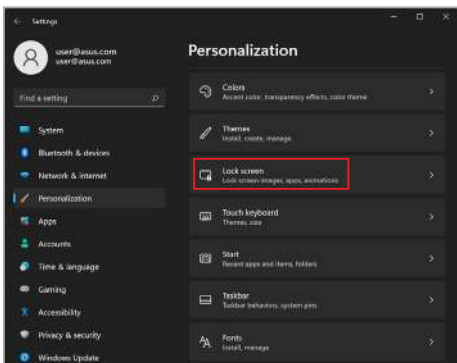 Settings
user@asus.com
user@asus.com
Find a setting
System
Bluetooth & devices
Network & internet
Personalization
Apps
Accounts
Time & language
Gaming
Accessibility
Privacy & security
Windows Update
Personalization
Colors
Accent color, transparency effects, color theme
Themes
Install, create, manage
Lock screen
Lock screen images, apps, animations
Touch keyboard
Themes, size
Start
Recent apps and items, folders
Taskbar
Taskbar behaviors, system pins
Fonts
Install, manage